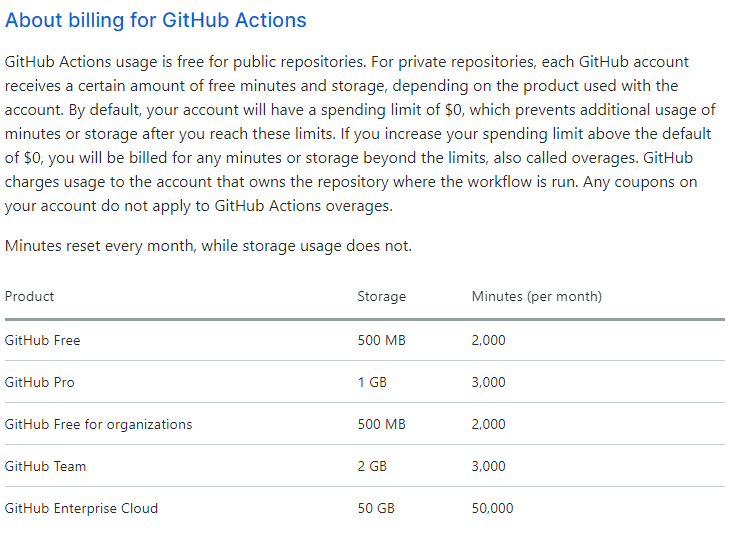 About billing for GitHub Actions
GitHub Actions usage is free for public repositories. For private repositories, each GitHub account
receives a certain amount of free minutes and storage, depending on the product used with the
account. By default, your account will have a spending limit of $0, which prevents additional usage of
minutes or storage after you reach these limits. If you increase your spending limit above the default
of $0, you will be billed for any minutes or storage beyond the limits, also called overages. GitHub
charges usage to the account that owns the repository where the workflow is run. Any coupons on
your account do not apply to GitHub Actions overages.
Minutes reset every month, while storage usage does not.
Product Storage Minutes (per month)
GitHub Free 500 MB 2,000
GitHub Pro 1 GB 3,000
GitHub Free for organizations 500 MB 2,000
GitHub Team 2 GB 3,000
GitHub Enterprise Cloud 50 GB 50,000